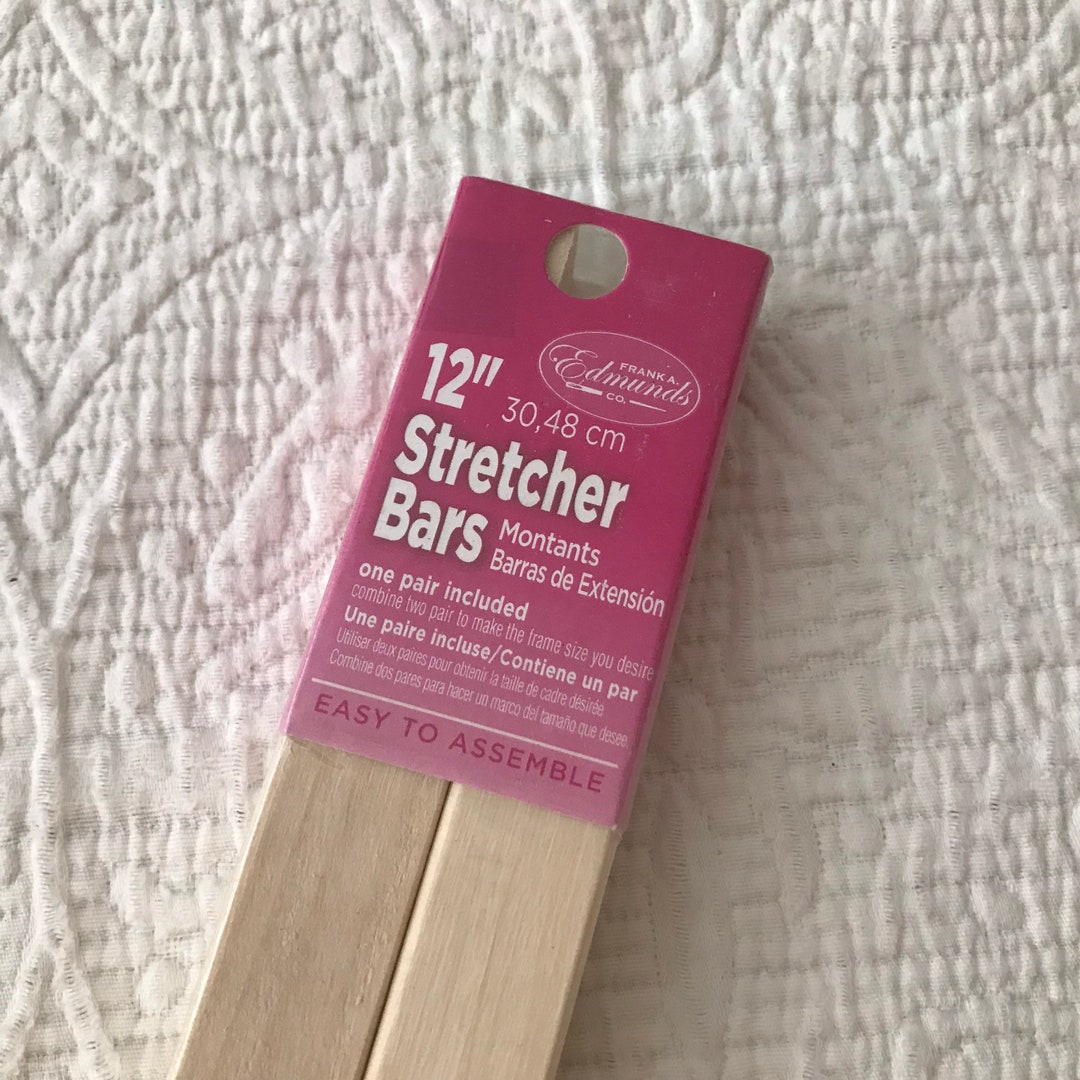 FRANK A.
Edmunds
CO.
12"
30,48 cm
Stretcher
Bars
Montants
Barras de Extensión
one pair included
combine two pair to make the frame size you desire
Une paire incluse/Contiene un par
Utiliser deux paires pour obtenir la taille de cadre désirée
Combine dos pares para hacer un marco del tamaño que desee.
EASY TO ASSEMBLE